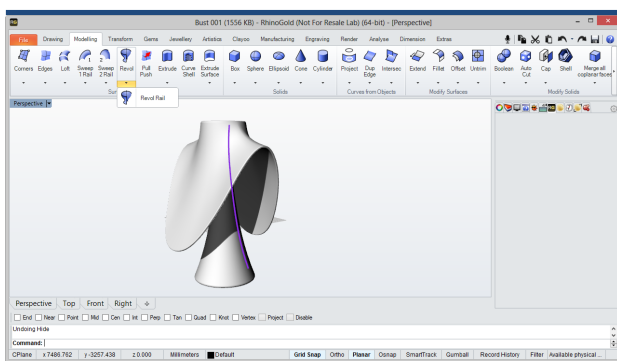 Bust 001 (1556 KB) - RhinoGold (Not For Resale Lab) (64-bit) - [Perspective]
File Drawing Modelling Transform Gems Jewellery Artistics Clayoo Manufacturing Engraving Render Analyse Dimension Extras
Corners Edges Loft Sweep 1 Rail Sweep 2 Rail Revol Pull Push Extrude Curve Shell Extrude Surface Box Sphere Ellipsoid Cone Cylinder Project Dup Edge Intersec Extend Fillet Offset Untrim Boolean Auto Cut Cap Shell Merge all coplanar faces
Sur Solids Curves from Objects Modify Surfaces Modify Solids
Revol Rail
Perspective
Perspective Top Front Right
End Near Point Mid Cen Int Perp Tan Quad Knot Vertex Project Disable
Undoing Hide
Command:
CPlane x 7486.762 y -3257.438 z 0.000 Millimeters Default Grid Snap Ortho Planar Osnap SmartTrack Gumball Record History Filter Available physical ...